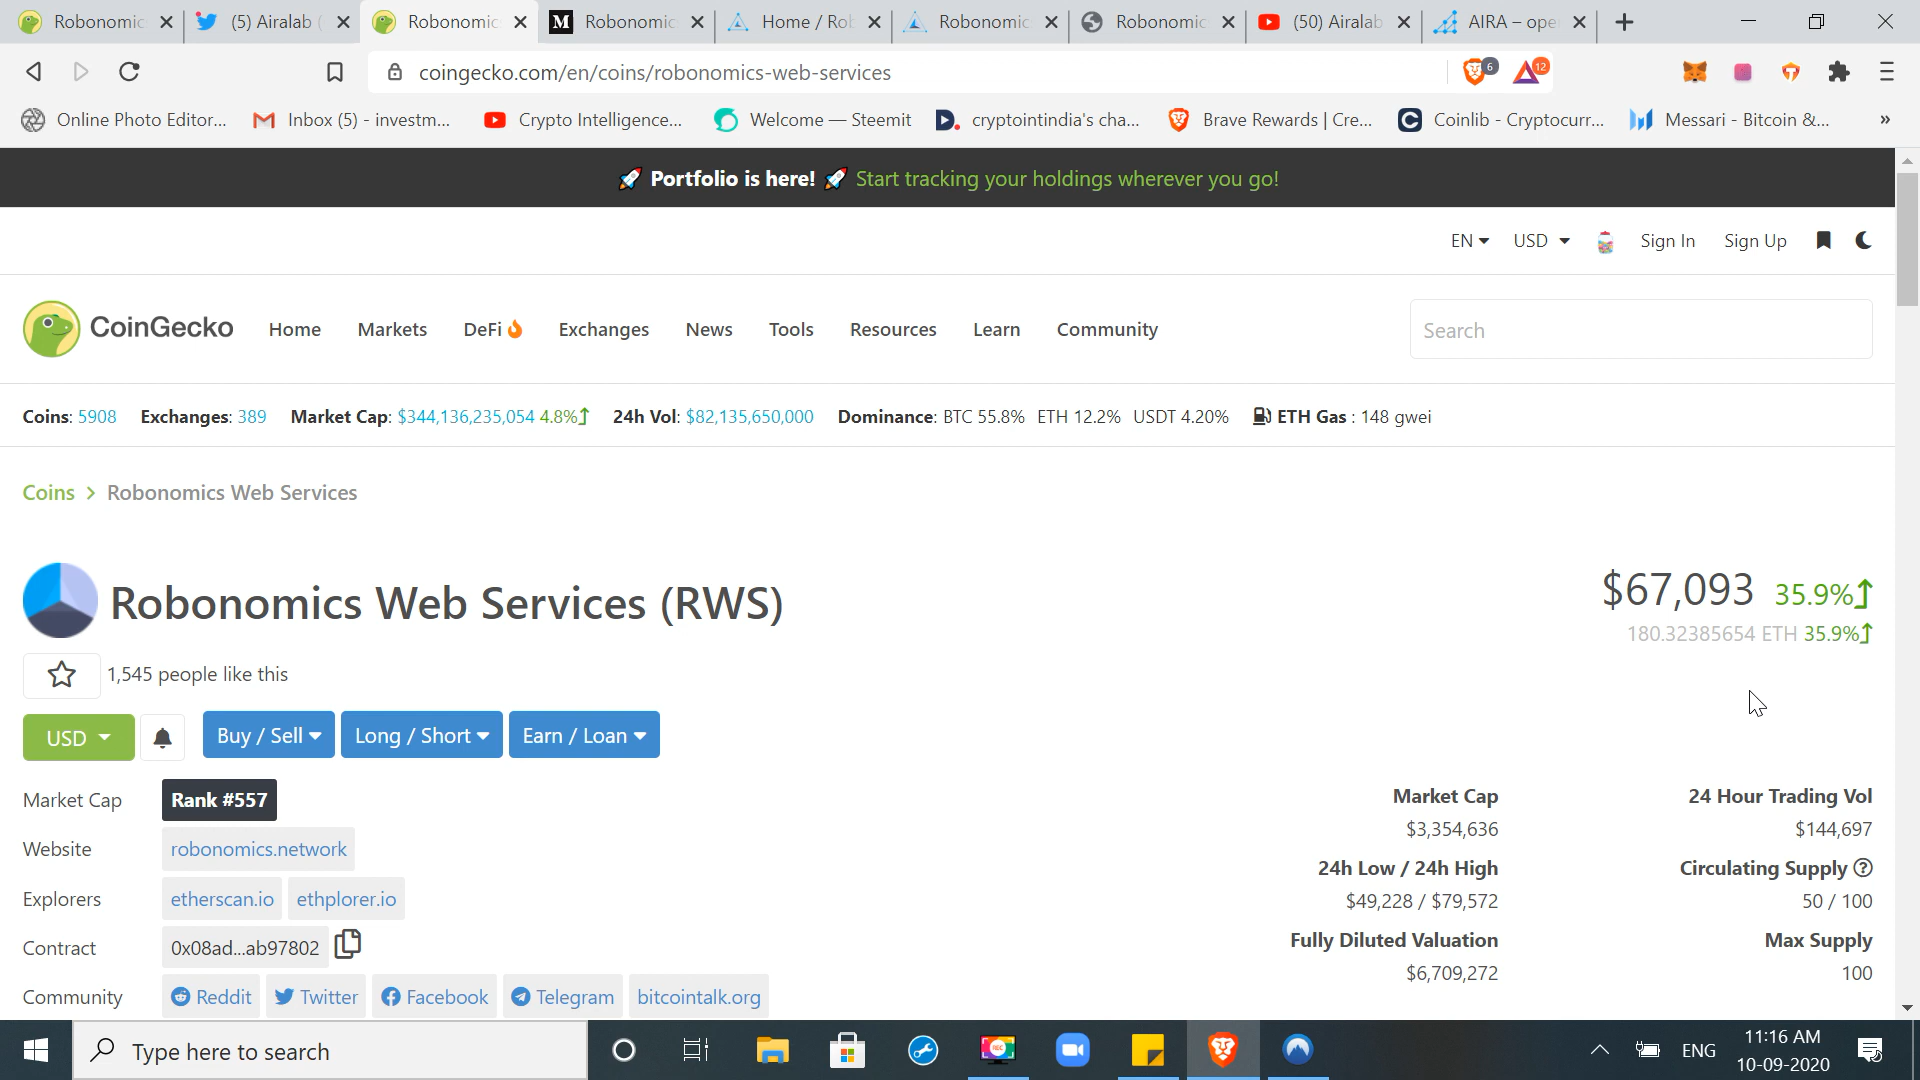 Robonomic
(5) Airalab (
Robonomic
Robonomic
Home / Rob
Robonomic
Robonomic
(50) Airalab
AIRA – ope
coingecko.com/en/coins/robonomics-web-services
6
12
Online Photo Editor...
Inbox (5) - investm...
Crypto Intelligence...
Welcome — Steemit
cryptointindia's cha...
Brave Rewards | Cre...
Coinlib - Cryptocurr...
Messari - Bitcoin &...
»
🚀 Portfolio is here! 🚀 Start tracking your holdings wherever you go!
EN
USD
Sign In
Sign Up
CoinGecko
Home
Markets
DeFi
Exchanges
News
Tools
Resources
Learn
Community
Search
Coins: 5908 Exchanges: 389 Market Cap: $344,136,235,054 4.8% 24h Vol: $82,135,650,000 Dominance: BTC 55.8% ETH 12.2% USDT 4.20% ETH Gas : 148 gwei
Coins > Robonomics Web Services
Robonomics Web Services (RWS)
$67,093 35.9%
180.32385654 ETH 35.9%
1,545 people like this
USD
Buy / Sell
Long / Short
Earn / Loan
Market Cap Rank #557
Website robonomics.network
Explorers etherscan.io ethplorer.io
Contract 0x08ad...ab97802
Community Reddit Twitter Facebook Telegram bitcointalk.org
Market Cap
$3,354,636
24 Hour Trading Vol
$144,697
24h Low / 24h High
$49,228 / $79,572
Circulating Supply ?
50 / 100
Fully Diluted Valuation
$6,709,272
Max Supply
100
Type here to search
REC
ENG
11:16 AM
10-09-2020